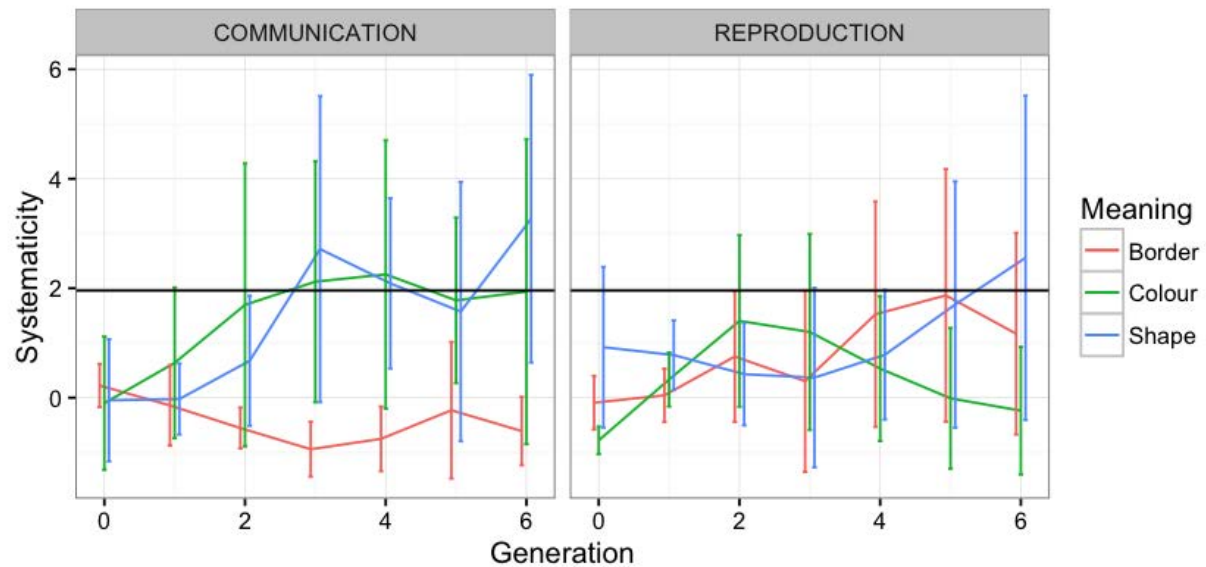 COMMUNICATION
REPRODUCTION
6
4
2
0
Systematicity
0 2 4 6
0 2 4 6
Generation
Meaning
Border
Colour
Shape